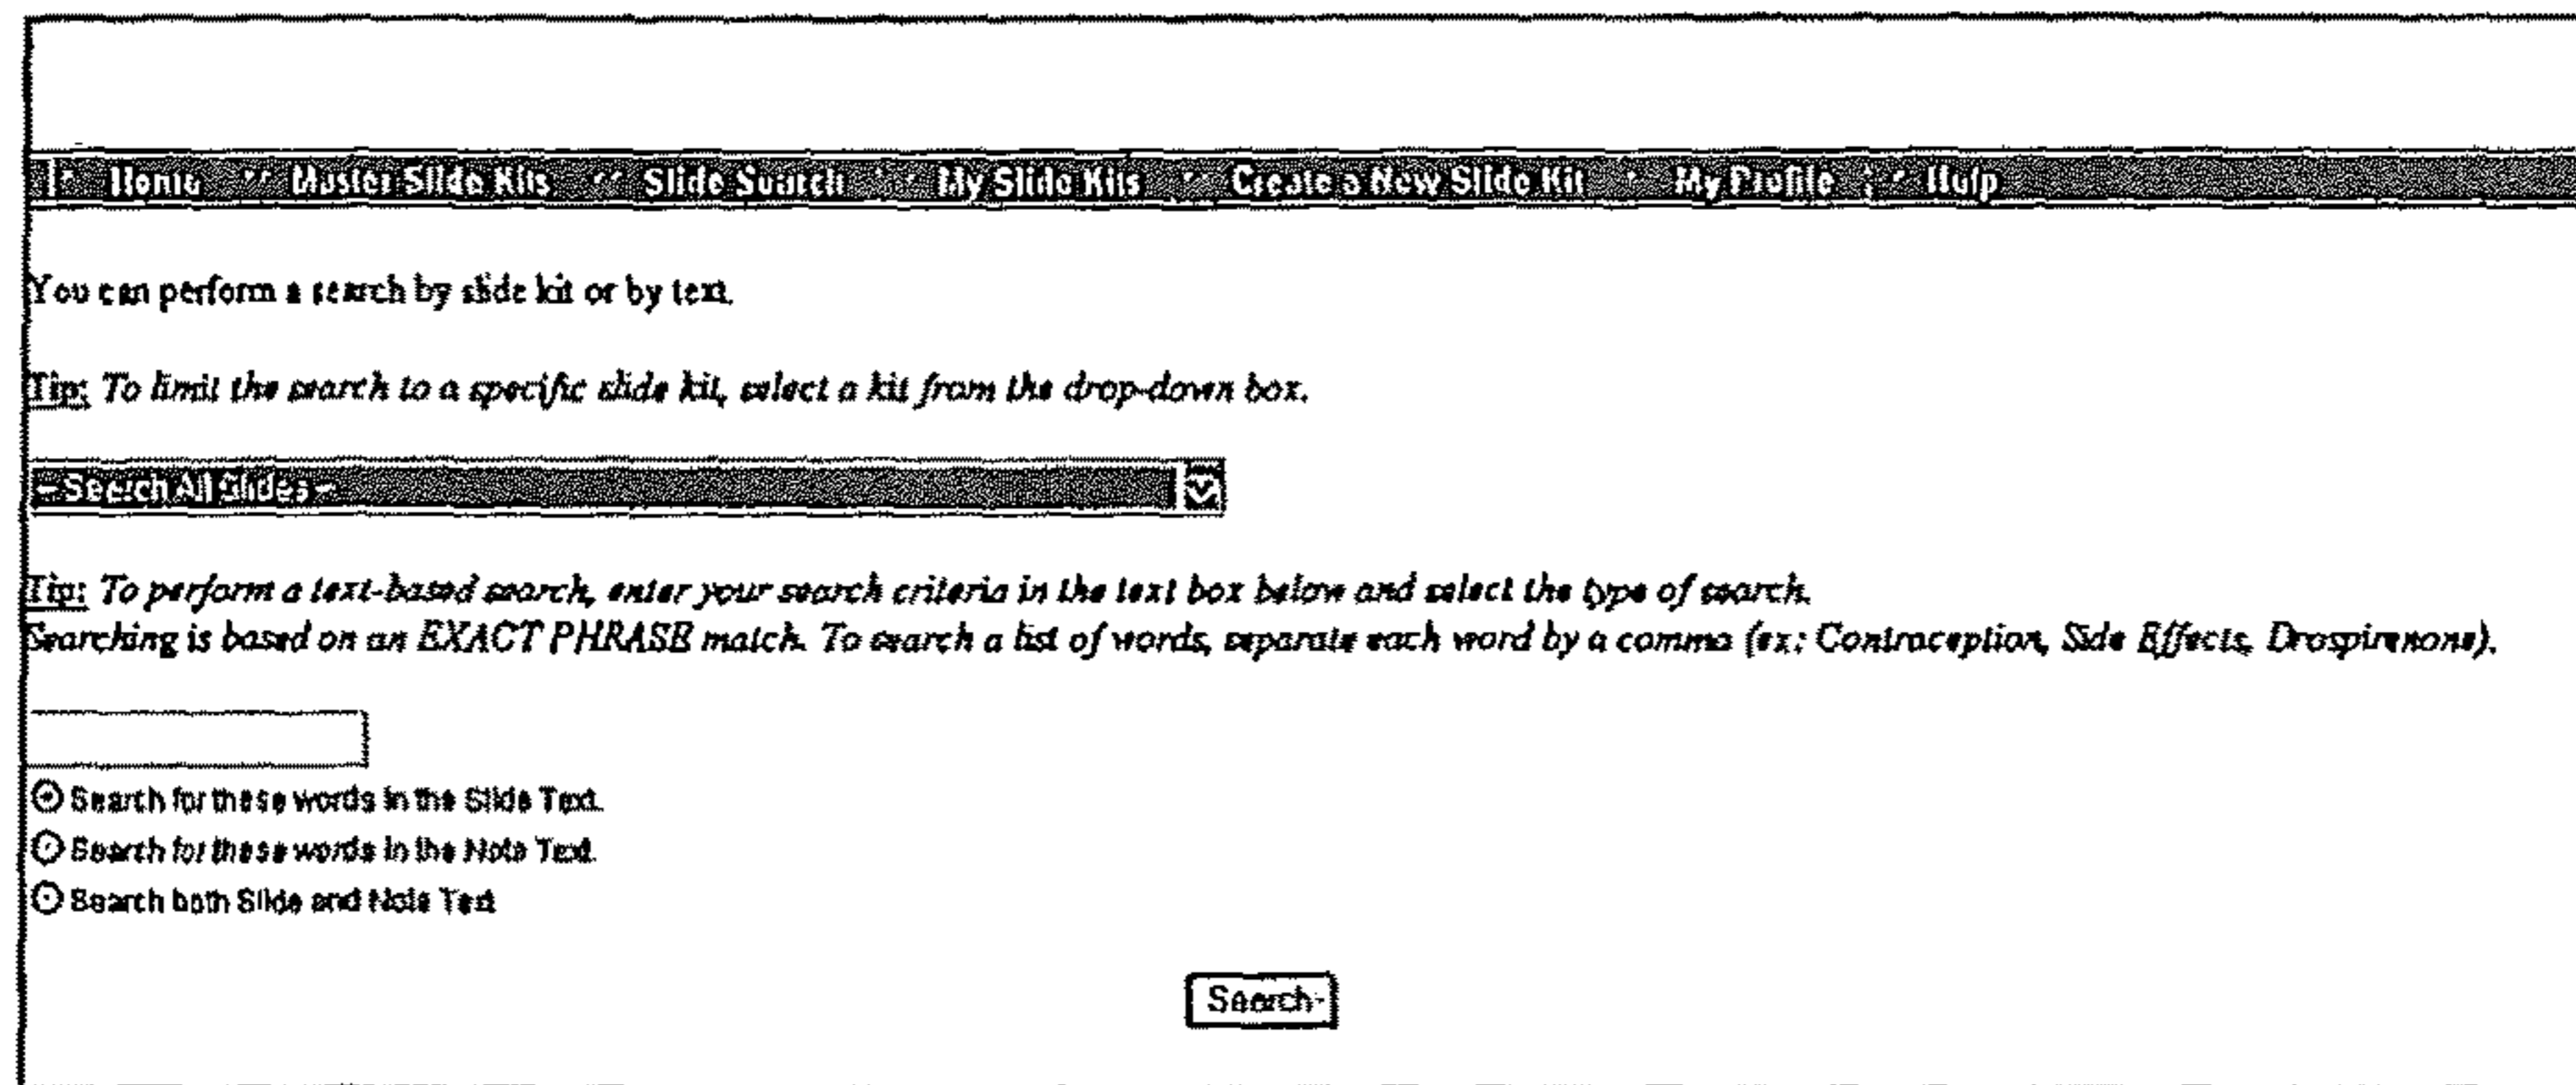 Home Master Slide Kits Slide Search My Slide Kits Create a New Slide Kit My Profile Help
You can perform a search by slide kit or by text.
Tip: To limit the search to a specific slide kit, select a kit from the drop-down box.
- Search All Slides -
Tip: To perform a text-based search, enter your search criteria in the text box below and select the type of search.
Searching is based on an EXACT PHRASE match. To search a list of words, separate each word by a comma (ex: Contraception, Side Effects, Drospirenone).
Search for these words in the Slide Text.
Search for these words in the Note Text.
Search both Slide and Note Text
Search